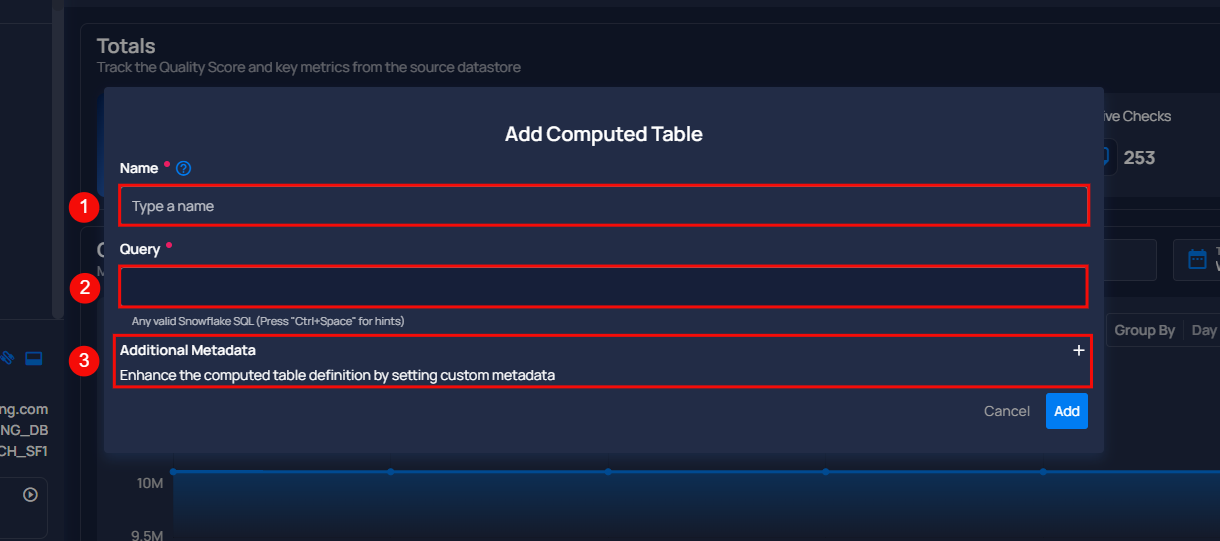 Totals
Track the Quality Score and key metrics from the source datastore
ive Checks
253
Add Computed Table
Name
1
Type a name
Query
2
Any valid Snowflake SQL (Press "Ctrl+Space" for hints)
Group By Day
3
Additional Metadata +
Enhance the computed table definition by setting custom metadata
Cancel Add
ng.com
NG_DB
CH_SF1
10M
9.5M